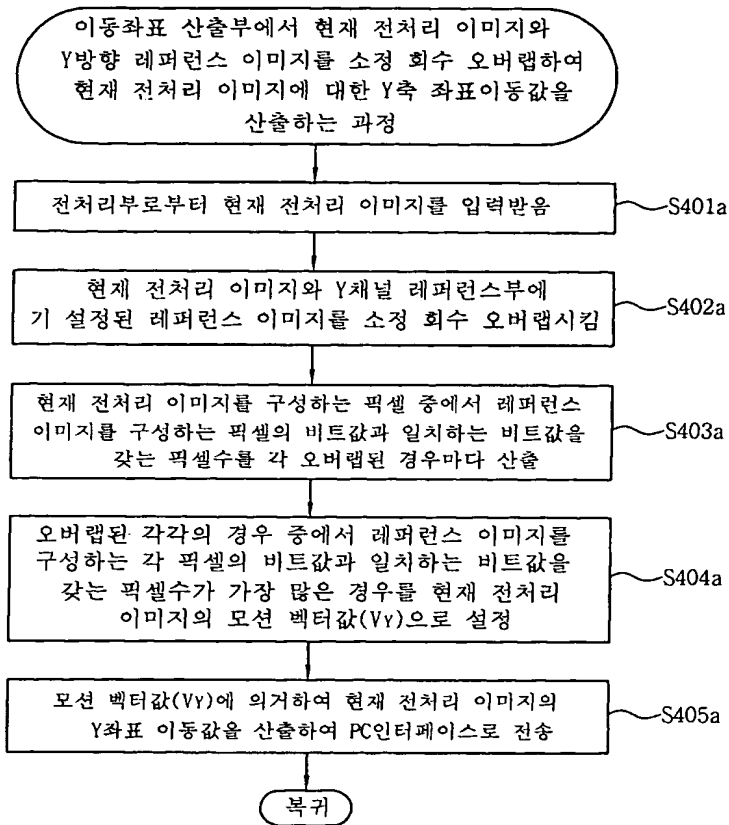 이동좌표 산출부에서 현재 전처리 이미지와
Y방향 레퍼런스 이미지를 소정 회수 오버랩하여
현재 전처리 이미지에 대한 Y축 좌표이동값을
산출하는 과정
전처리부로부터 현재 전처리 이미지를 입력받음
S401a
현재 전처리 이미지와 Y채널 레퍼런스부에
기 설정된 레퍼런스 이미지를 소정 회수 오버랩시킴
S402a
현재 전처리 이미지를 구성하는 픽셀 중에서 레퍼런스
이미지를 구성하는 픽셀의 비트값과 일치하는 비트값을
갖는 픽셀수를 각 오버랩된 경우마다 산출
S403a
오버랩된 각각의 경우 중에서 레퍼런스 이미지를
구성하는 각 픽셀의 비트값과 일치하는 비트값을
갖는 픽셀수가 가장 많은 경우를 현재 전처리
이미지의 모션 벡터값(VY)으로 설정
S404a
모션 벡터값(VY)에 의거하여 현재 전처리 이미지의
Y좌표 이동값을 산출하여 PC인터페이스로 전송
S405a
복귀